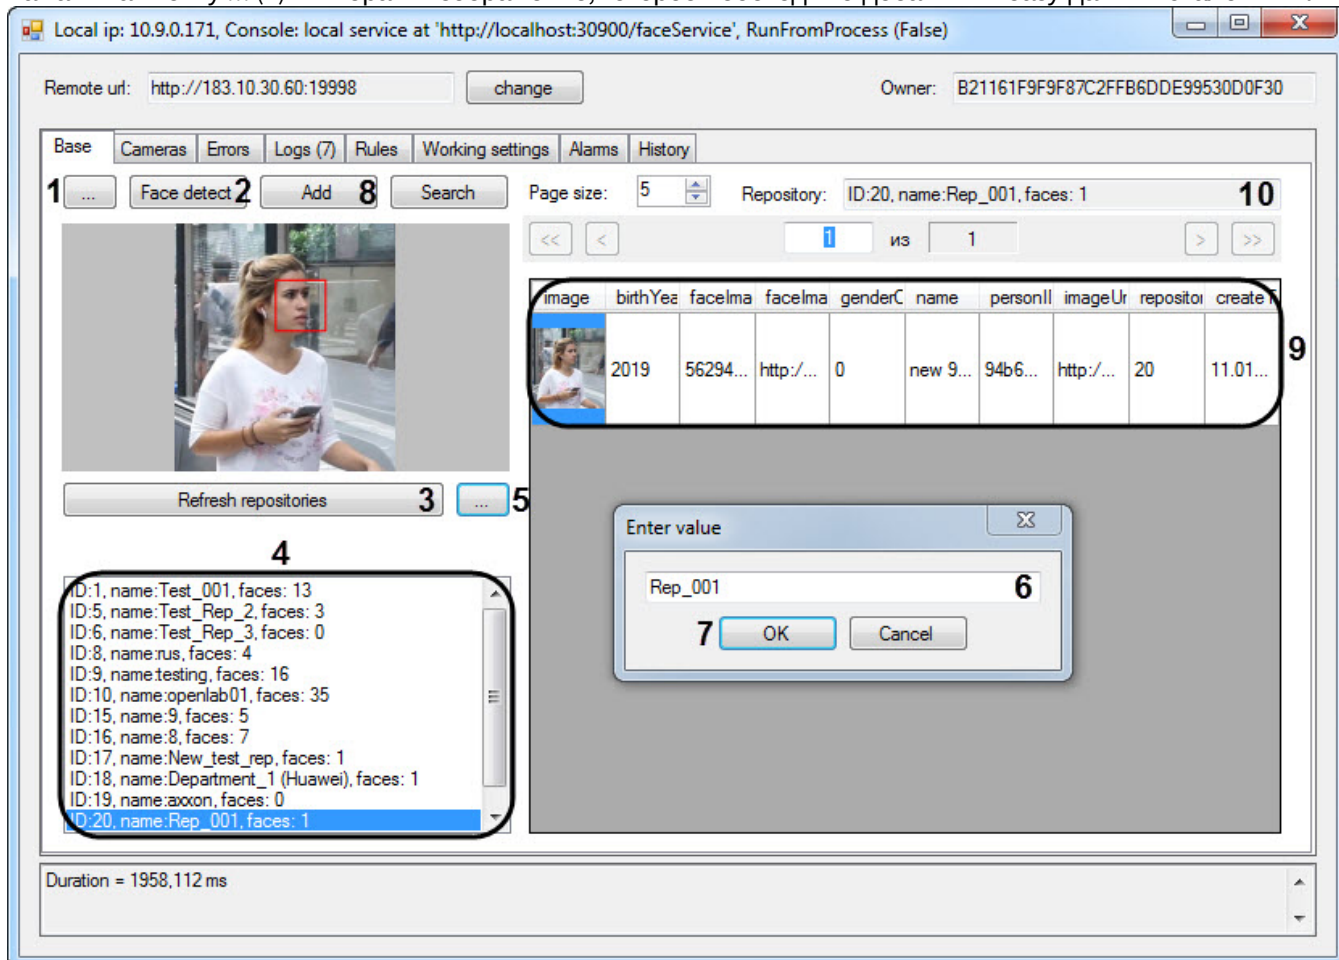 Local ip: 10.9.0.171, Console: local service at 'http://localhost:30900/faceService', RunFromProcess (False)
Remote url: http://183.10.30.60:19998 change Owner: B21161F9F9F87C2FFB6DDE99530D0F30
Base Cameras Errors Logs (7) Rules Working settings Alarms History
1 ... Face detect 2 Add 8 Search Page size: 5 Repository: ID:20, name:Rep_001, faces: 1 10
<< < 1 из 1 > >>
image birthYea faceIma faceIma genderC name personII imageUr repositor createT
2019 56294... http:/... 0 new 9... 94b6... http:/... 20 11.01... 9
Refresh repositories 3 ... 5
4
ID:1, name:Test_001, faces: 13
ID:5, name:Test_Rep_2, faces: 3
ID:6, name:Test_Rep_3, faces: 0
ID:8, name:rus, faces: 4
ID:9, name:testing, faces: 16
ID:10, name:openlab01, faces: 35
ID:15, name:9, faces: 5
ID:16, name:8, faces: 7
ID:17, name:New_test_rep, faces: 1
ID:18, name:Department_1 (Huawei), faces: 1
ID:19, name:axxon, faces: 0
ID:20, name:Rep_001, faces: 1
Enter value
Rep_001 6
7 OK Cancel
Duration = 1958,112 ms